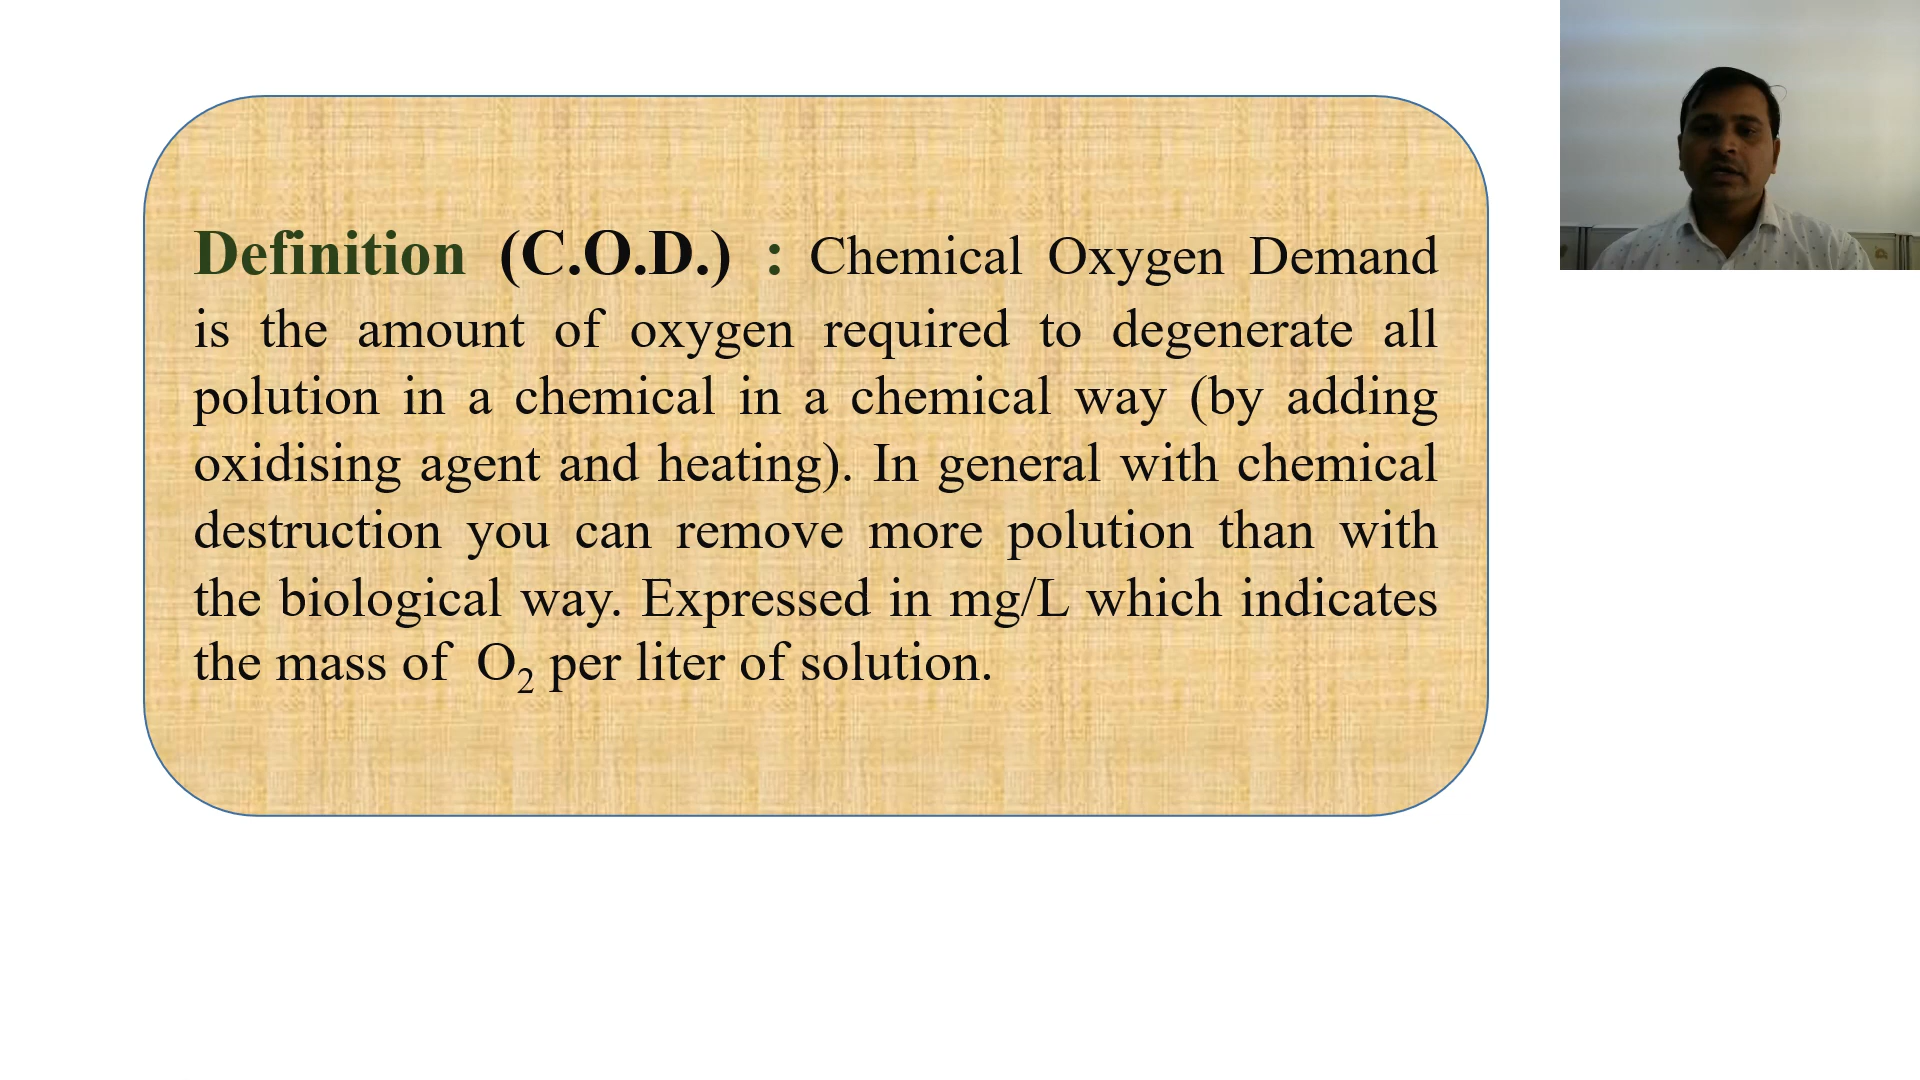 Definition (C.O.D.) : Chemical Oxygen Demand
is the amount of oxygen required to degenerate all
polution in a chemical in a chemical way (by adding
oxidising agent and heating). In general with chemical
destruction you can remove more polution than with
the biological way. Expressed in mg/L which indicates
the mass of O₂ per liter of solution.